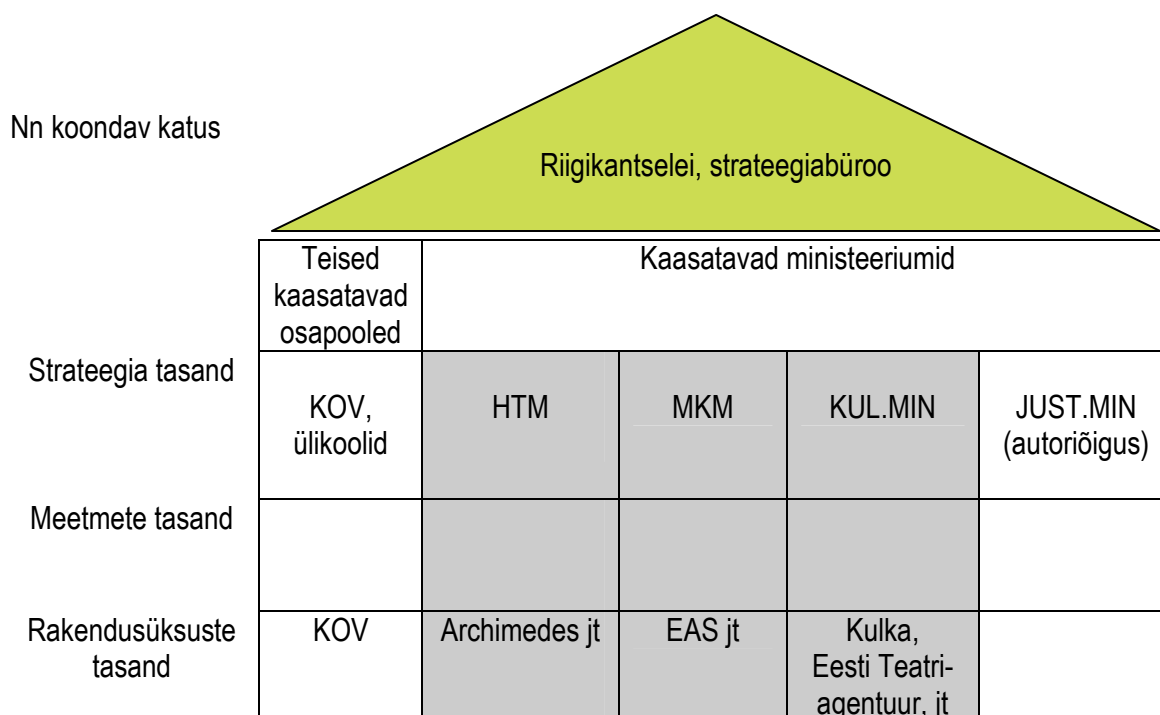 Nn koondav katus
Riigikantselei, strateegiabüroo
Teised
kaasatavad
osapooled
Kaasatavad ministeeriumid
Strateegia tasand
KOV,
ülikoolid
HTM
MKM
KUL.MIN
JUST.MIN
(autoriõigus)
Meetmete tasand
Rakendusüksuste
tasand
KOV
Archimedes jt
EAS jt
Kulka,
Eesti Teatri-
agentuur, jt